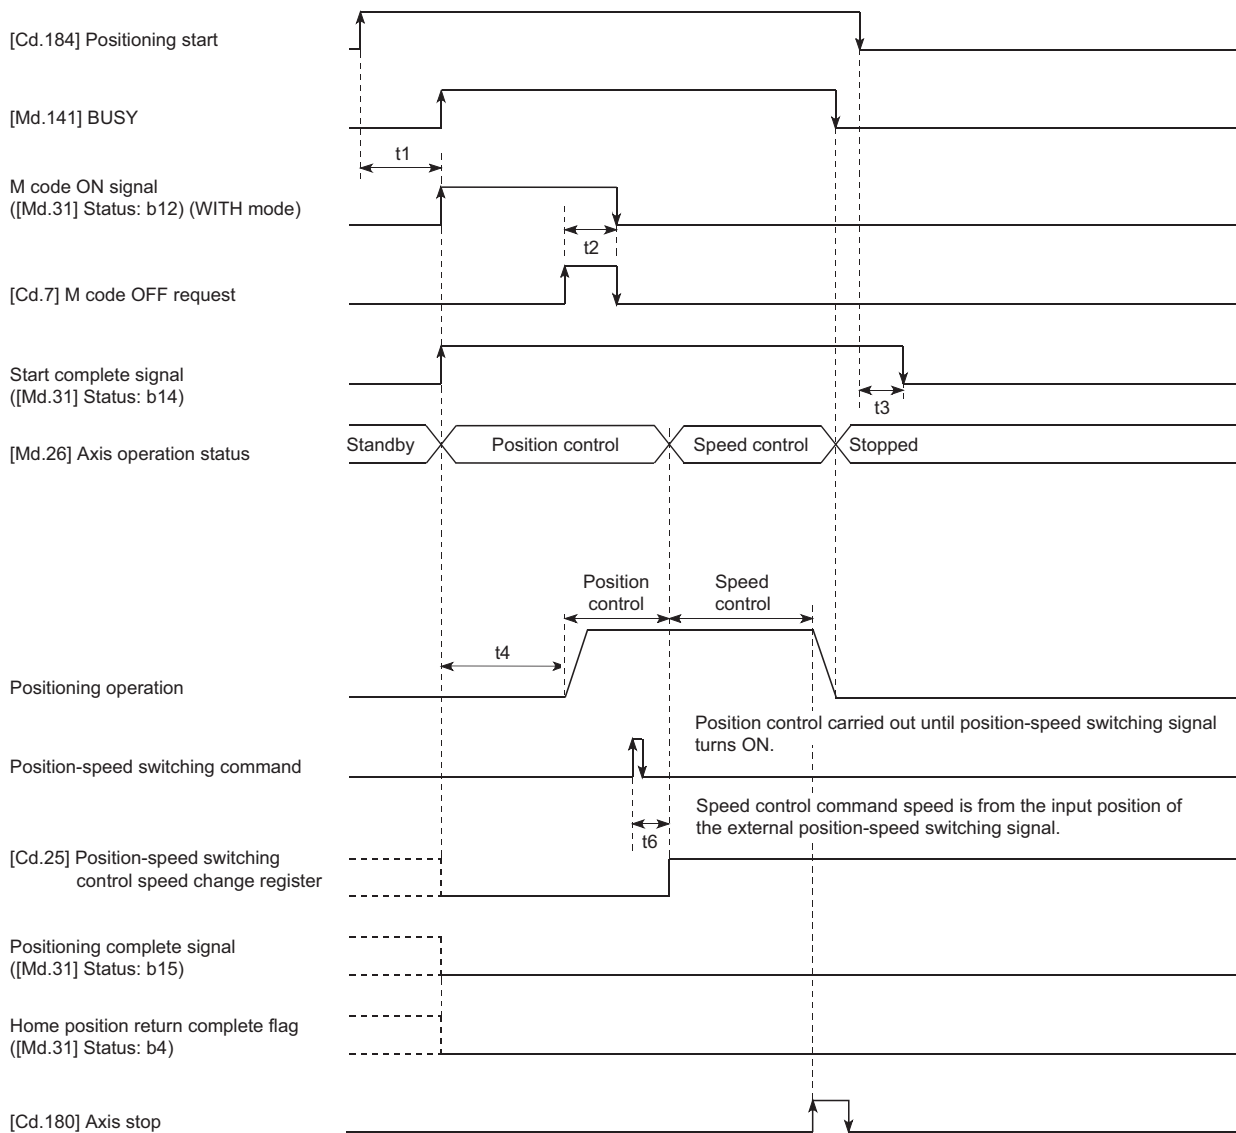 [Cd.184] Positioning start
[Md.141] BUSY
t1
M code ON signal
([Md.31] Status: b12) (WITH mode)
t2
[Cd.7] M code OFF request
Start complete signal
([Md.31] Status: b14)
t3
[Md.26] Axis operation status
Standby
Position control
Speed control
Stopped
Position
control
Speed
control
t4
Positioning operation
Position control carried out until position-speed switching signal
turns ON.
Position-speed switching command
Speed control command speed is from the input position of
the external position-speed switching signal.
t6
[Cd.25] Position-speed switching
control speed change register
Positioning complete signal
([Md.31] Status: b15)
Home position return complete flag
([Md.31] Status: b4)
[Cd.180] Axis stop